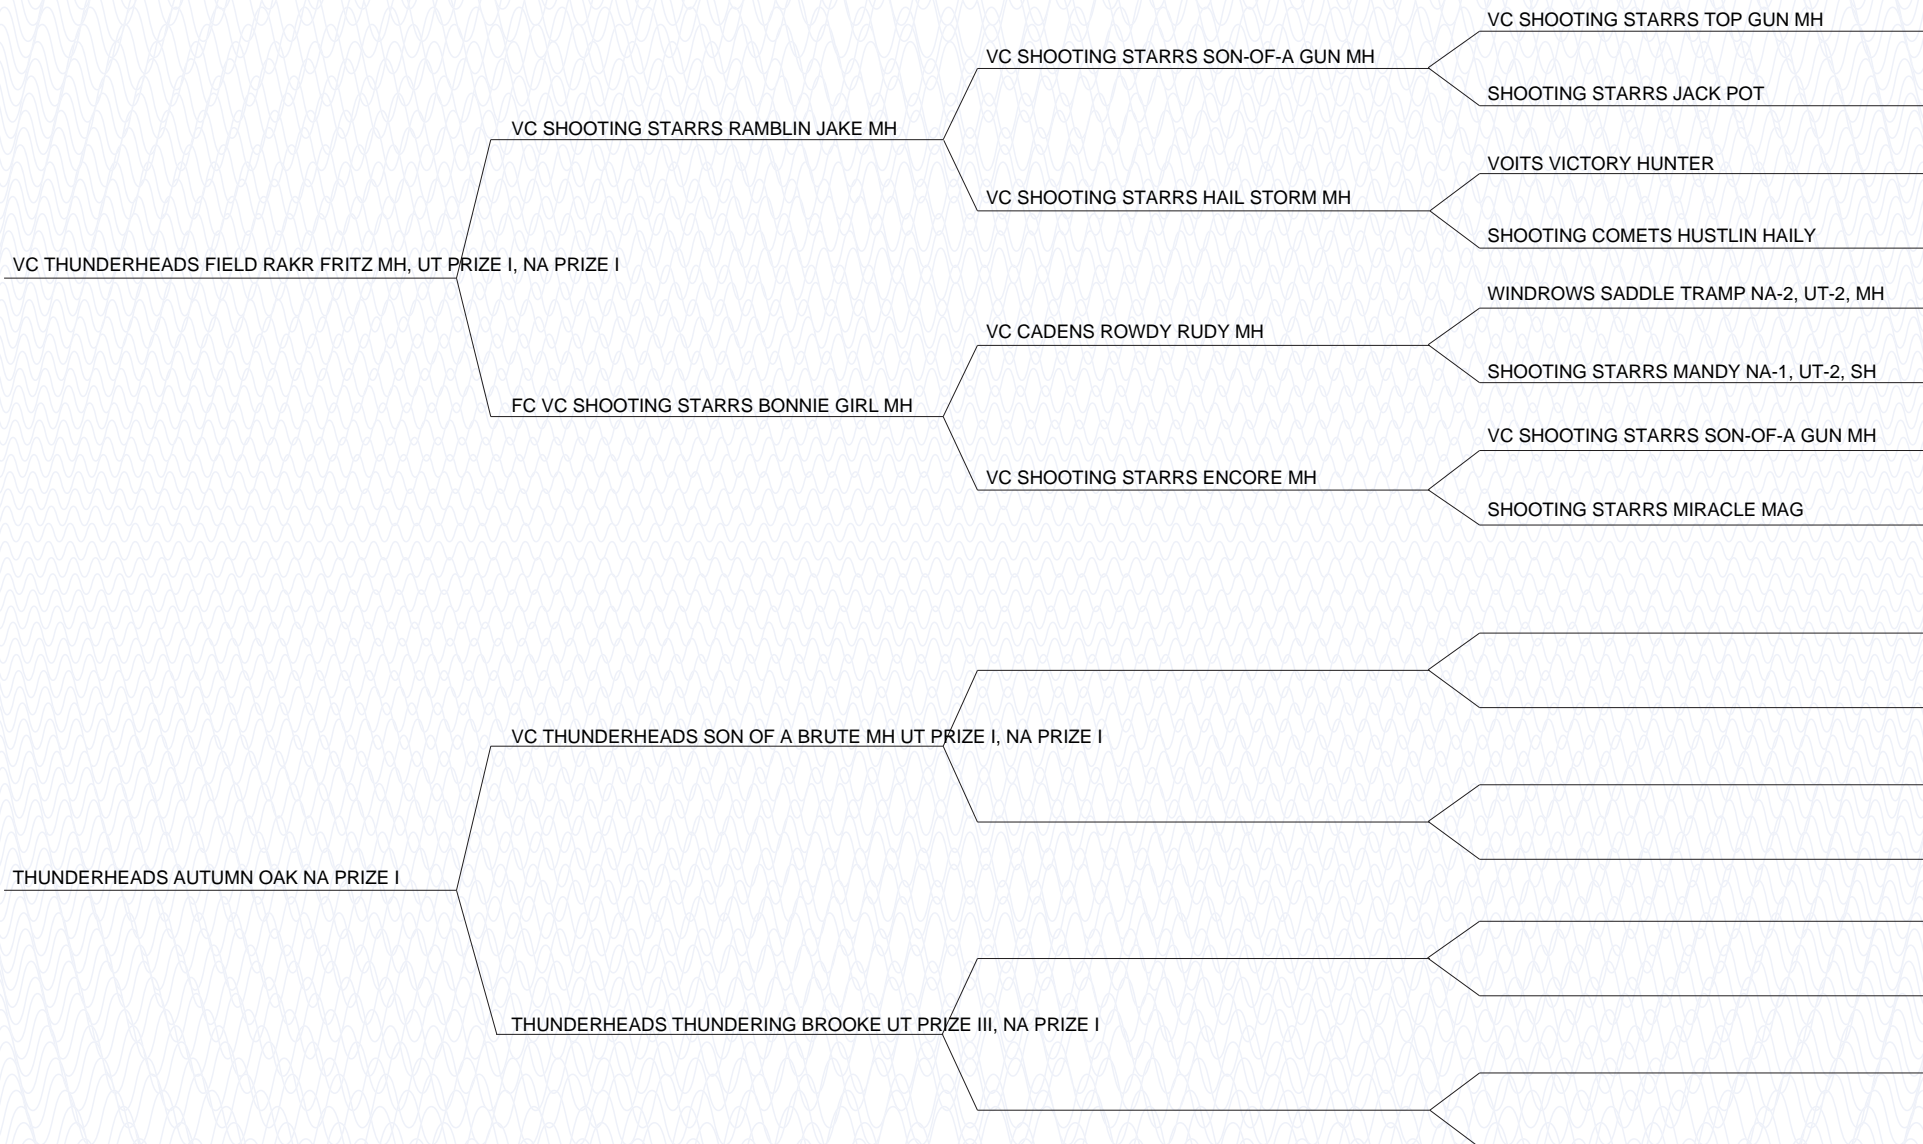 VC SHOOTING STARRS TOP GUN MH
VC SHOOTING STARRS SON-OF-A GUN MH
SHOOTING STARRS JACK POT
VC SHOOTING STARRS RAMBLIN JAKE MH
VOITS VICTORY HUNTER
VC SHOOTING STARRS HAIL STORM MH
SHOOTING COMETS HUSTLIN HAILY
VC THUNDERHEADS FIELD RAKR FRITZ MH, UT PRIZE I, NA PRIZE I
WINDROWS SADDLE TRAMP NA-2, UT-2, MH
VC CADENS ROWDY RUDY MH
SHOOTING STARRS MANDY NA-1, UT-2, SH
FC VC SHOOTING STARRS BONNIE GIRL MH
VC SHOOTING STARRS SON-OF-A GUN MH
VC SHOOTING STARRS ENCORE MH
SHOOTING STARRS MIRACLE MAG
VC THUNDERHEADS SON OF A BRUTE MH UT PRIZE I, NA PRIZE I
THUNDERHEADS AUTUMN OAK NA PRIZE I
THUNDERHEADS THUNDERING BROOKE UT PRIZE III, NA PRIZE I